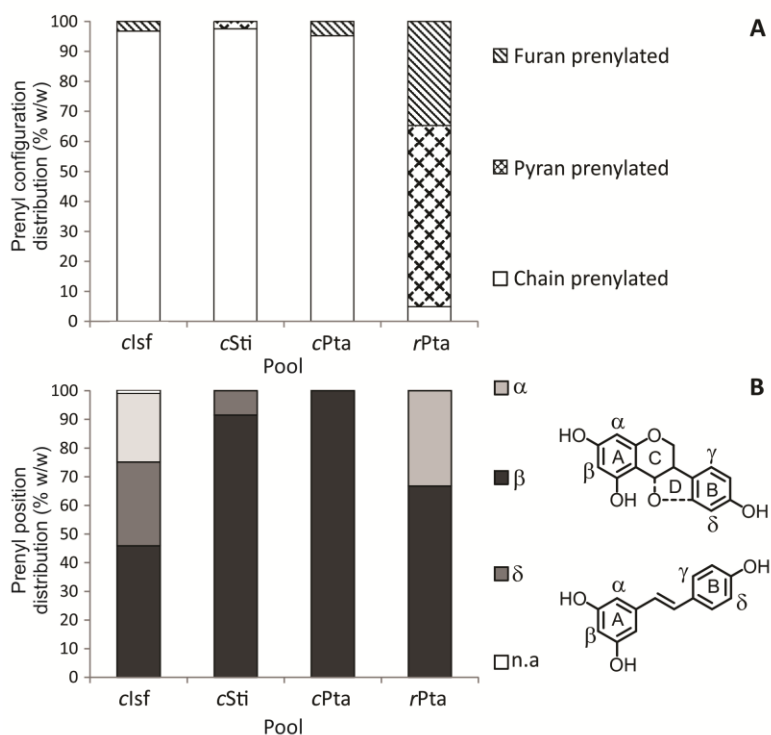 A
Prenyl configuration
distribution (% w/w)
100
90
80
70
60
50
40
30
20
10
0
cIsf
cSti
cPta
rPta
Pool
Furan prenylated
Pyran prenylated
Chain prenylated
B
Prenyl position
distribution (% w/w)
100
90
80
70
60
50
40
30
20
10
0
cIsf
cSti
cPta
rPta
Pool
α
β
δ
n.a
α
HO
O
A
C
γ
β
D
B
OH
O
OH
δ
OH
γ
B
α
HO
δ
A
β
OH